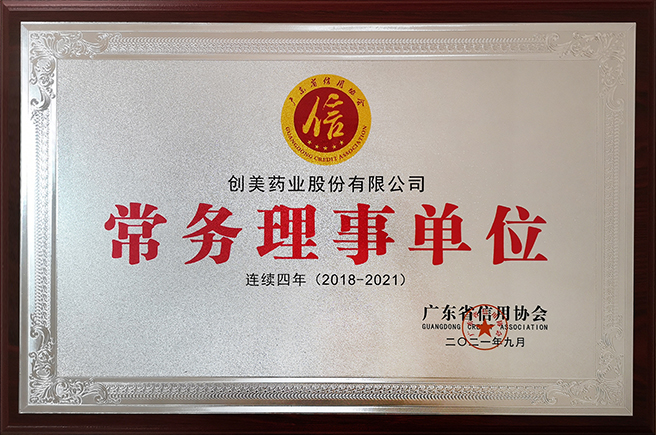 广东省信用协会
信
GUANGDONG CREDIT ASSOCIATION
创美药业股份有限公司
常务理事单位
连续四年（2018-2021）
广东省信用协会
GUANGDONG CREDIT ASSOCIATION
二〇二一年九月